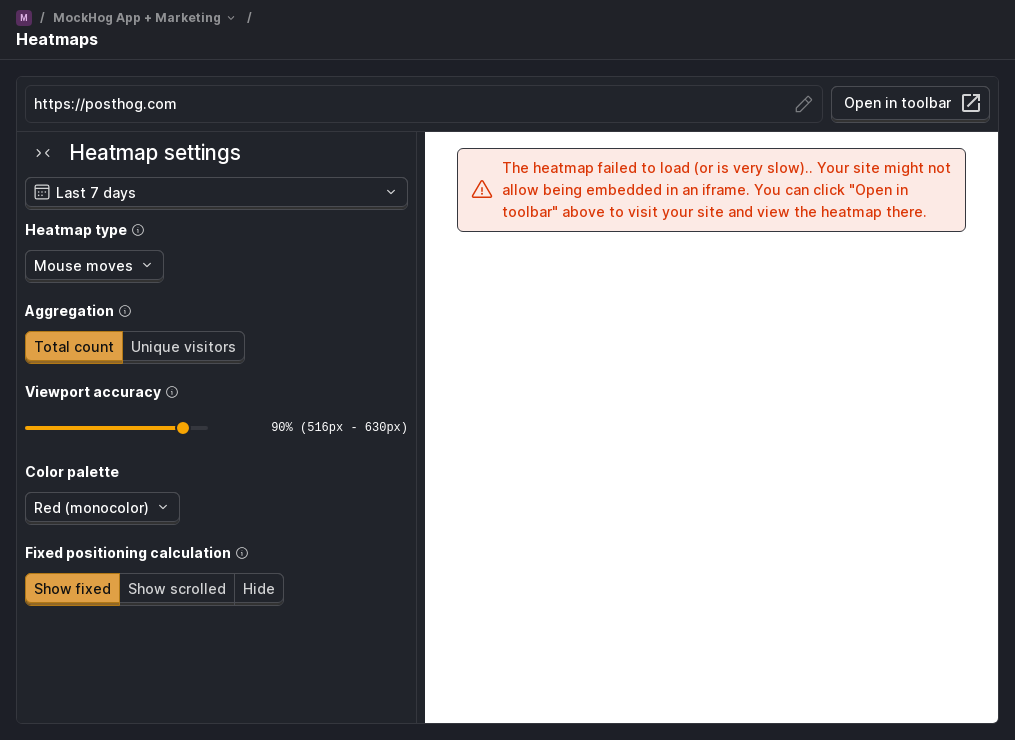 M / MockHog App + Marketing /
Heatmaps
https://posthog.com
Open in toolbar
Heatmap settings
Last 7 days
Heatmap type
Mouse moves
Aggregation
Total count Unique visitors
Viewport accuracy
90% (516px - 630px)
Color palette
Red (monocolor)
Fixed positioning calculation
Show fixed Show scrolled Hide
The heatmap failed to load (or is very slow).. Your site might not
allow being embedded in an iframe. You can click "Open in
toolbar" above to visit your site and view the heatmap there.